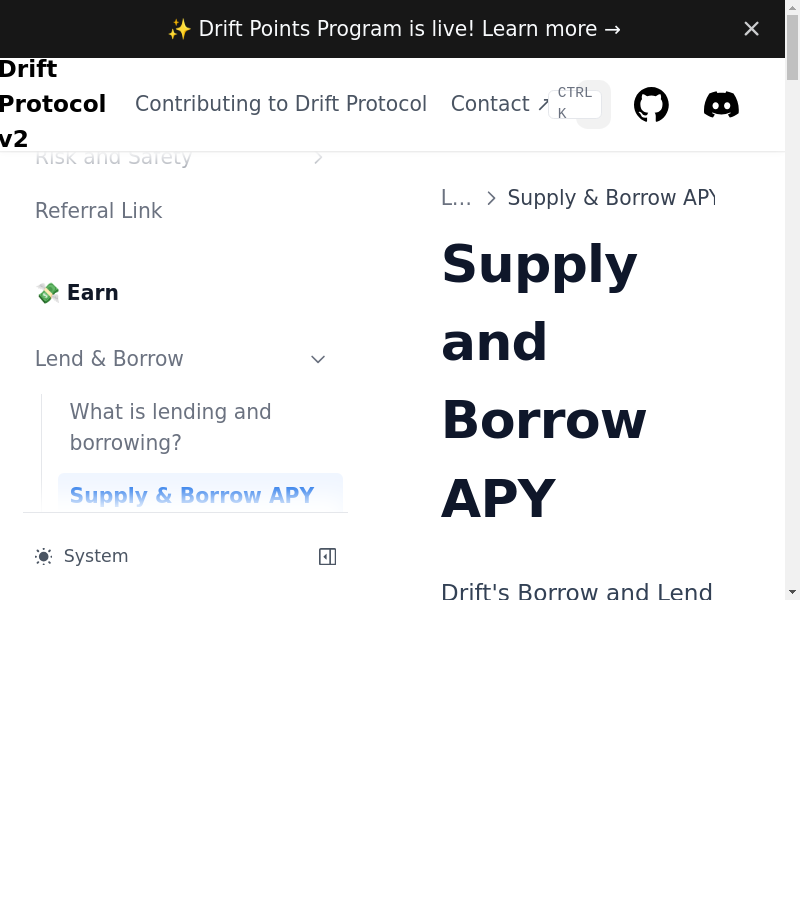 ✨ Drift Points Program is live! Learn more →
Drift
Protocol
v2
Contributing to Drift Protocol
Contact ↗
CTRL
K
Risk and Safety
Referral Link
💸 Earn
Lend & Borrow
What is lending and
borrowing?
Supply & Borrow APY
System
L… > Supply & Borrow APY
Supply
and
Borrow
APY
Drift's Borrow and Lend